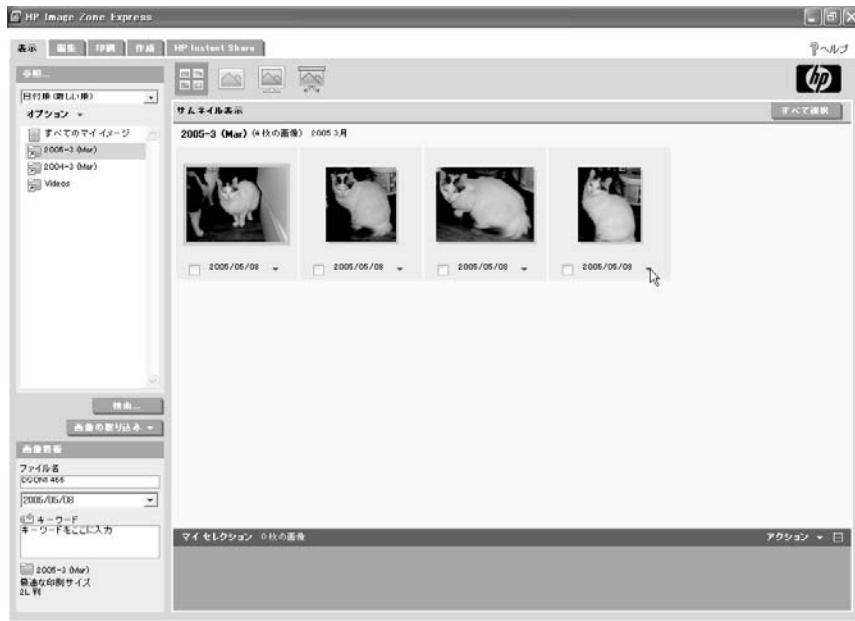 HP Image Zone Express
表示 編集 印刷 作成 HP Instant Share
?ヘルプ
参照...
日付順 (新しい順)
オプション
すべてのマイ イメージ
2005-3 (Mar)
2004-3 (Mar)
Videos
検索...
画像の取り込み
画像情報
ファイル名
2005/05/08
キーワード
キーワードをここに入力
2005-3 (Mar)
最適な印刷サイズ
2L 判
hp
サムネイル表示
すべて選択
2005-3 (Mar) (4 枚の画像) 2005 3月
2005/05/08 2005/05/08 2005/05/08 2005/05/08
マイ セレクション 0 枚の画像
アクション